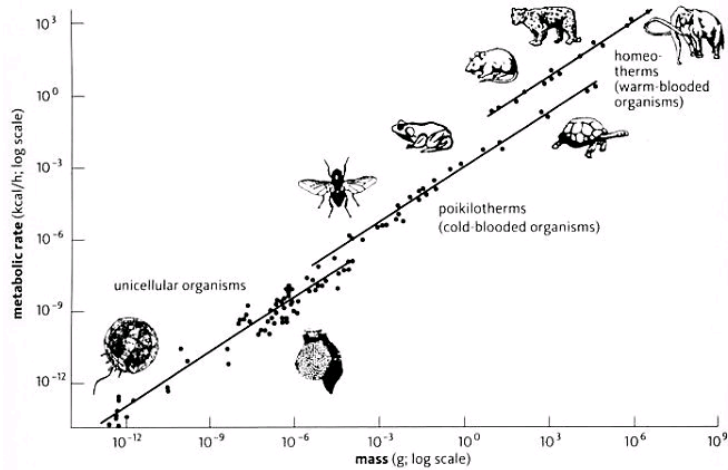 10³
10⁰
10⁻³
10⁻⁶
10⁻⁹
10⁻¹²
metabolic rate (kcal/h; log scale)
homeo-
therms
(warm-blooded
organisms)
poikilotherms
(cold-blooded organisms)
unicellular organisms
10⁻¹² 10⁻⁹ 10⁻⁶ 10⁻³ 10⁰ 10³ 10⁶ 10⁹
mass (g; log scale)